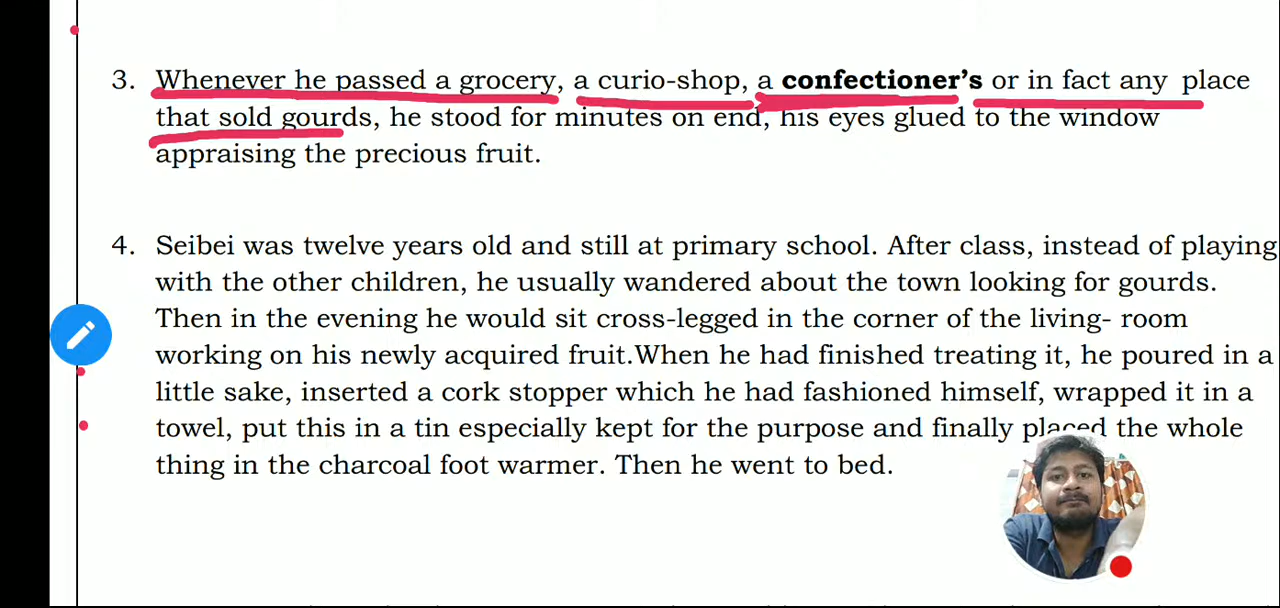 3. Whenever he passed a grocery, a curio-shop, a confectioner's or in fact any place
that sold gourds, he stood for minutes on end, his eyes glued to the window
appraising the precious fruit.
4. Seibei was twelve years old and still at primary school. After class, instead of playing
with the other children, he usually wandered about the town looking for gourds.
Then in the evening he would sit cross-legged in the corner of the living- room
working on his newly acquired fruit.When he had finished treating it, he poured in a
little sake, inserted a cork stopper which he had fashioned himself, wrapped it in a
towel, put this in a tin especially kept for the purpose and finally placed the whole
thing in the charcoal foot warmer. Then he went to bed.